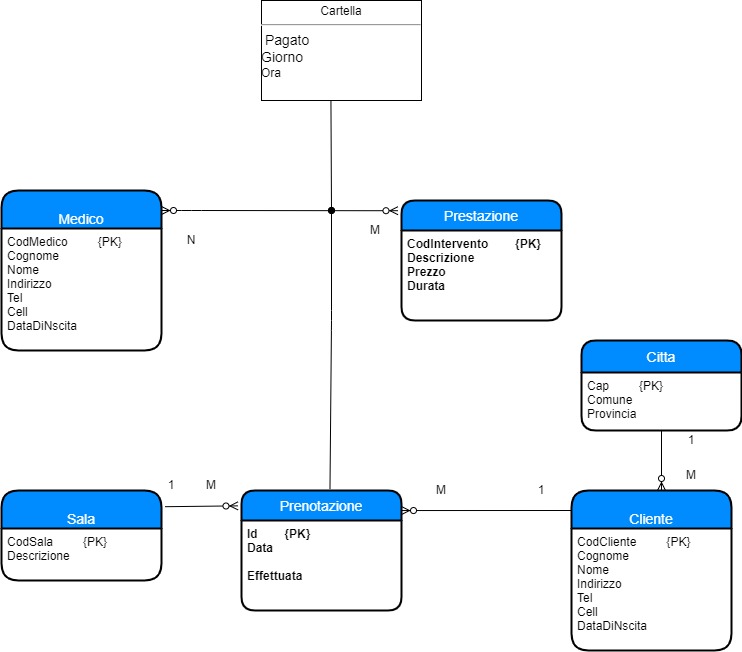 Cartella
Pagato
Giorno
Ora
Medico
CodMedico {PK}
Cognome
Nome
Indirizzo
Tel
Cell
DataDiNscita
N
M
Prestazione
CodIntervento {PK}
Descrizione
Prezzo
Durata
Citta
Cap {PK}
Comune
Provincia
1
M
Sala
CodSala {PK}
Descrizione
1 M
Prenotazione
Id {PK}
Data
Effettuata
M 1
Cliente
CodCliente {PK}
Cognome
Nome
Indirizzo
Tel
Cell
DataDiNscita